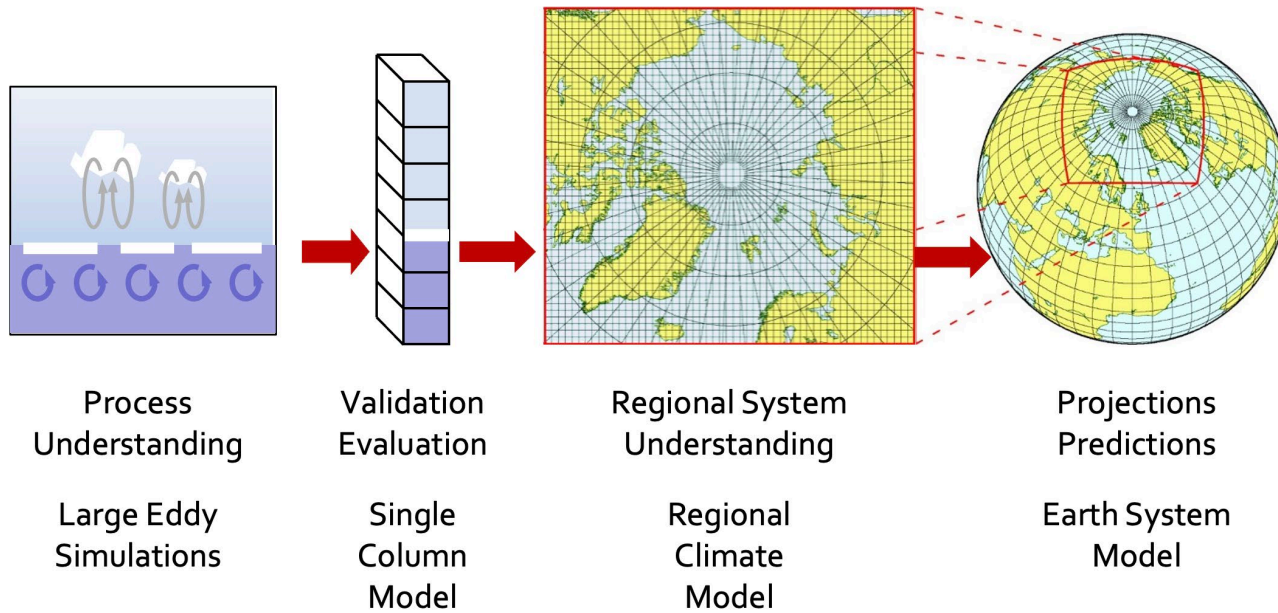 Process
Understanding
Validation
Evaluation
Regional System
Understanding
Projections
Predictions
Large Eddy
Simulations
Single
Column
Model
Regional
Climate
Model
Earth System
Model